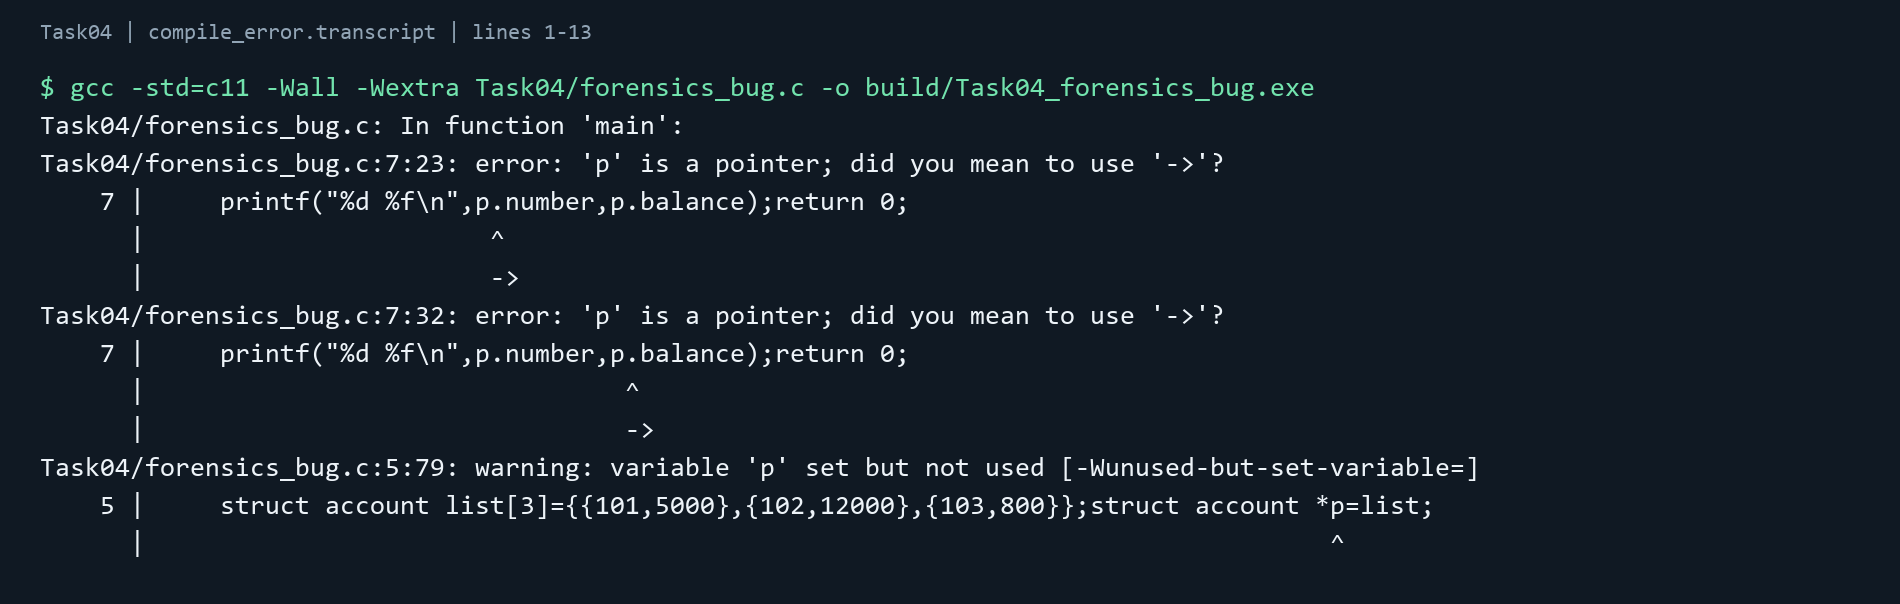 Task04 | compile_error.transcript | lines 1-13
$ gcc -std=c11 -Wall -Wextra Task04/forensics_bug.c -o build/Task04_forensics_bug.exe
Task04/forensics_bug.c: In function 'main':
Task04/forensics_bug.c:7:23: error: 'p' is a pointer; did you mean to use '->'?
    7 |     printf("%d %f\n",p.number,p.balance);return 0;
      |                       ^
      |                       ->
Task04/forensics_bug.c:7:32: error: 'p' is a pointer; did you mean to use '->'?
    7 |     printf("%d %f\n",p.number,p.balance);return 0;
      |                                ^
      |                                ->
Task04/forensics_bug.c:5:79: warning: variable 'p' set but not used [-Wunused-but-set-variable=]
    5 |     struct account list[3]={{101,5000},{102,12000},{103,800}};struct account *p=list;
      |                                                                               ^